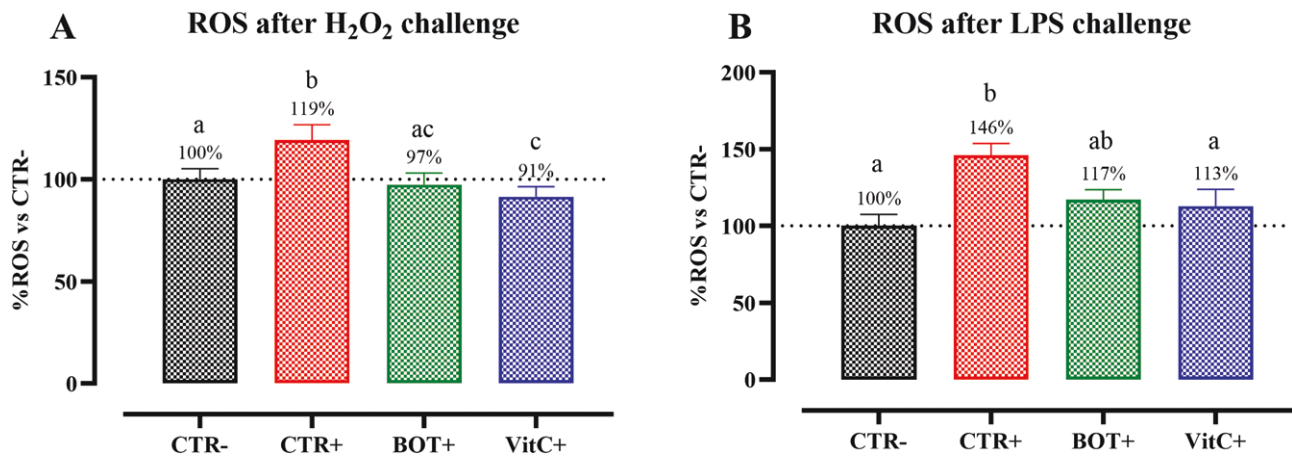 A
ROS after H₂O₂ challenge
%ROS vs CTR-
150
100
50
0
a
100%
b
119%
ac
97%
c
91%
CTR-
CTR+
BOT+
VitC+
B
ROS after LPS challenge
%ROS vs CTR-
200
150
100
50
0
a
100%
b
146%
ab
117%
a
113%
CTR-
CTR+
BOT+
VitC+